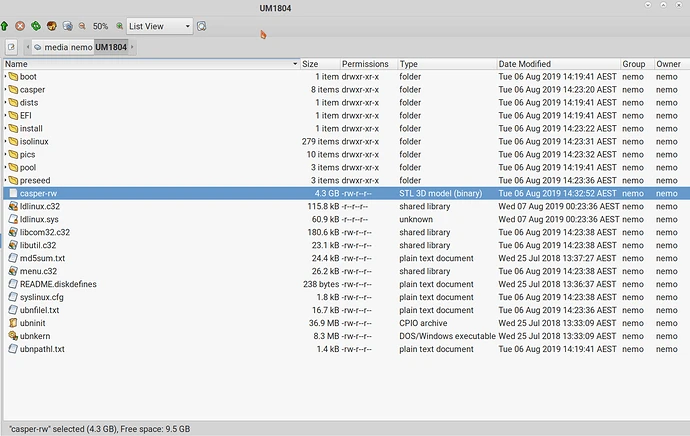 UM1804
50% List View
media nemo UM1804
Name Size Permissions Type Date Modified Group Owner
boot 1 item drwxr-xr-x folder Tue 06 Aug 2019 14:19:41 AEST nemo nemo
casper 8 items drwxr-xr-x folder Tue 06 Aug 2019 14:23:20 AEST nemo nemo
dists 1 item drwxr-xr-x folder Tue 06 Aug 2019 14:19:41 AEST nemo nemo
EFI 1 item drwxr-xr-x folder Tue 06 Aug 2019 14:19:41 AEST nemo nemo
install 1 item drwxr-xr-x folder Tue 06 Aug 2019 14:23:22 AEST nemo nemo
isolinux 279 items drwxr-xr-x folder Tue 06 Aug 2019 14:23:31 AEST nemo nemo
pics 10 items drwxr-xr-x folder Tue 06 Aug 2019 14:23:32 AEST nemo nemo
pool 3 items drwxr-xr-x folder Tue 06 Aug 2019 14:19:41 AEST nemo nemo
preseed 4 items drwxr-xr-x folder Tue 06 Aug 2019 14:23:36 AEST nemo nemo
casper-rw 4.3 GB -rw-r--r-- STL 3D model (binary) Tue 06 Aug 2019 14:32:52 AEST nemo nemo
ldlinux.c32 115.8 kB -r--r--r-- shared library Wed 07 Aug 2019 00:23:36 AEST nemo nemo
ldlinux.sys 60.9 kB -r--r--r-- unknown Wed 07 Aug 2019 00:23:36 AEST nemo nemo
libcom32.c32 180.6 kB -rw-r--r-- shared library Tue 06 Aug 2019 14:23:38 AEST nemo nemo
libutil.c32 23.1 kB -rw-r--r-- shared library Tue 06 Aug 2019 14:23:38 AEST nemo nemo
md5sum.txt 24.4 kB -rw-r--r-- plain text document Wed 25 Jul 2018 13:37:27 AEST nemo nemo
menu.c32 26.2 kB -rw-r--r-- shared library Tue 06 Aug 2019 14:23:38 AEST nemo nemo
README.diskdefines 238 bytes -rw-r--r-- plain text document Wed 25 Jul 2018 13:36:37 AEST nemo nemo
syslinux.cfg 1.8 kB -rw-r--r-- plain text document Tue 06 Aug 2019 14:23:38 AEST nemo nemo
ubnfilel.txt 16.7 kB -rw-r--r-- plain text document Tue 06 Aug 2019 14:19:41 AEST nemo nemo
ubninit 36.9 MB -rw-r--r-- CPIO archive Wed 25 Jul 2018 13:33:09 AEST nemo nemo
ubnkern 8.3 MB -rw-r--r-- DOS/Windows executable Wed 25 Jul 2018 13:33:09 AEST nemo nemo
ubnpathl.txt 1.4 kB -rw-r--r-- plain text document Tue 06 Aug 2019 14:19:41 AEST nemo nemo
"casper-rw" selected (4.3 GB), Free space: 9.5 GB